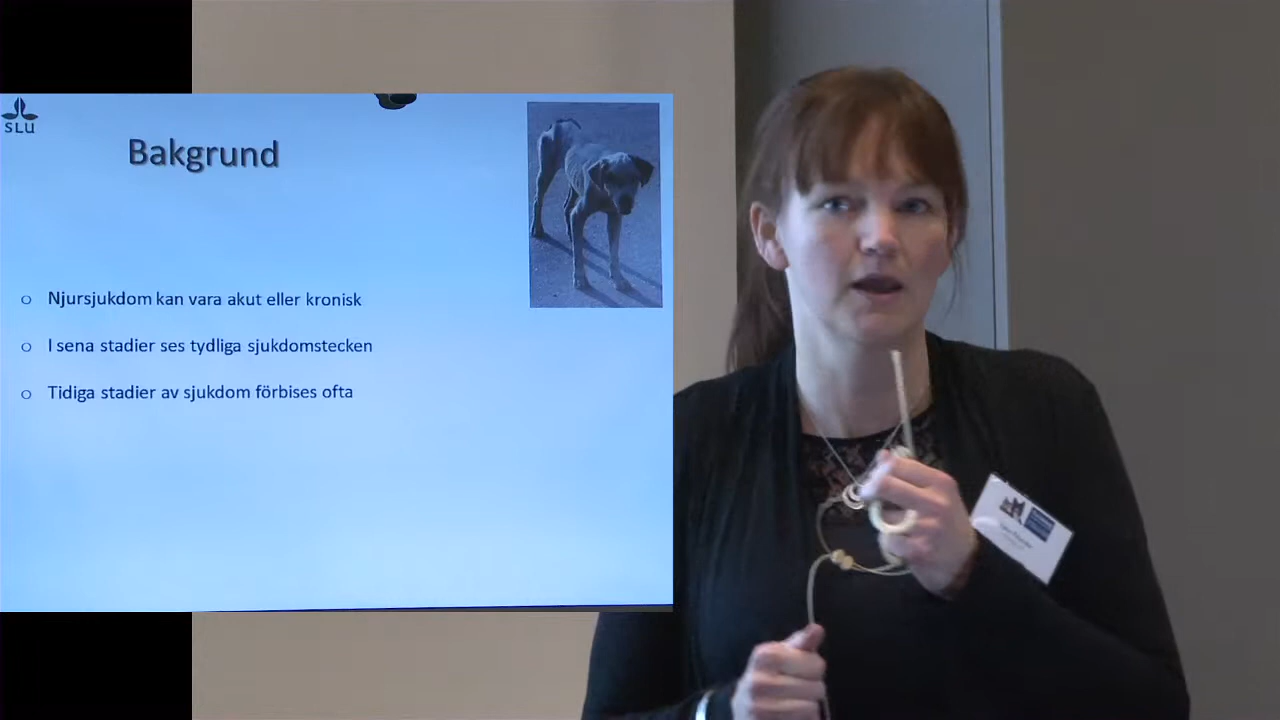 SLU
Bakgrund
o Njursjukdom kan vara akut eller kronisk
o I sena stadier ses tydliga sjukdomstecken
o Tidiga stadier av sjukdom förbises ofta